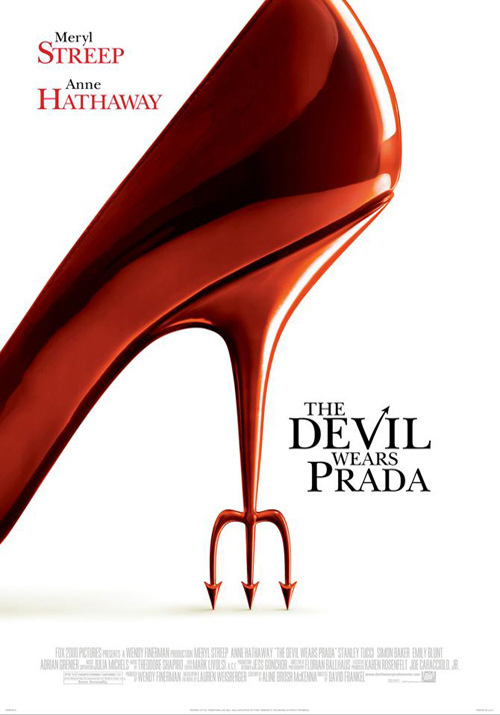 Meryl
STREEP
Anne
HATHAWAY
THE
DEVIL
WEARS
PRADA
FOX 2000 PICTURES PRESENTS A WENDY FINERMAN PRODUCTION MERYL STREEP ANNE HATHAWAY "THE DEVIL WEARS PRADA" STANLEY TUCCI SIMON BAKER EMILY BLUNT
ADRIAN GRENIER JULIA MICHELS THEODORE SHAPIRO MARK LIVOLSI A.C.E. JESS GONCHOR FLORIAN BALLHAUS KAREN ROSENFELT JOE CARACCIOLO, JR.
WENDY FINERMAN LAUREN WEISBERGER ALINE BROSH McKENNA DAVID FRANKEL